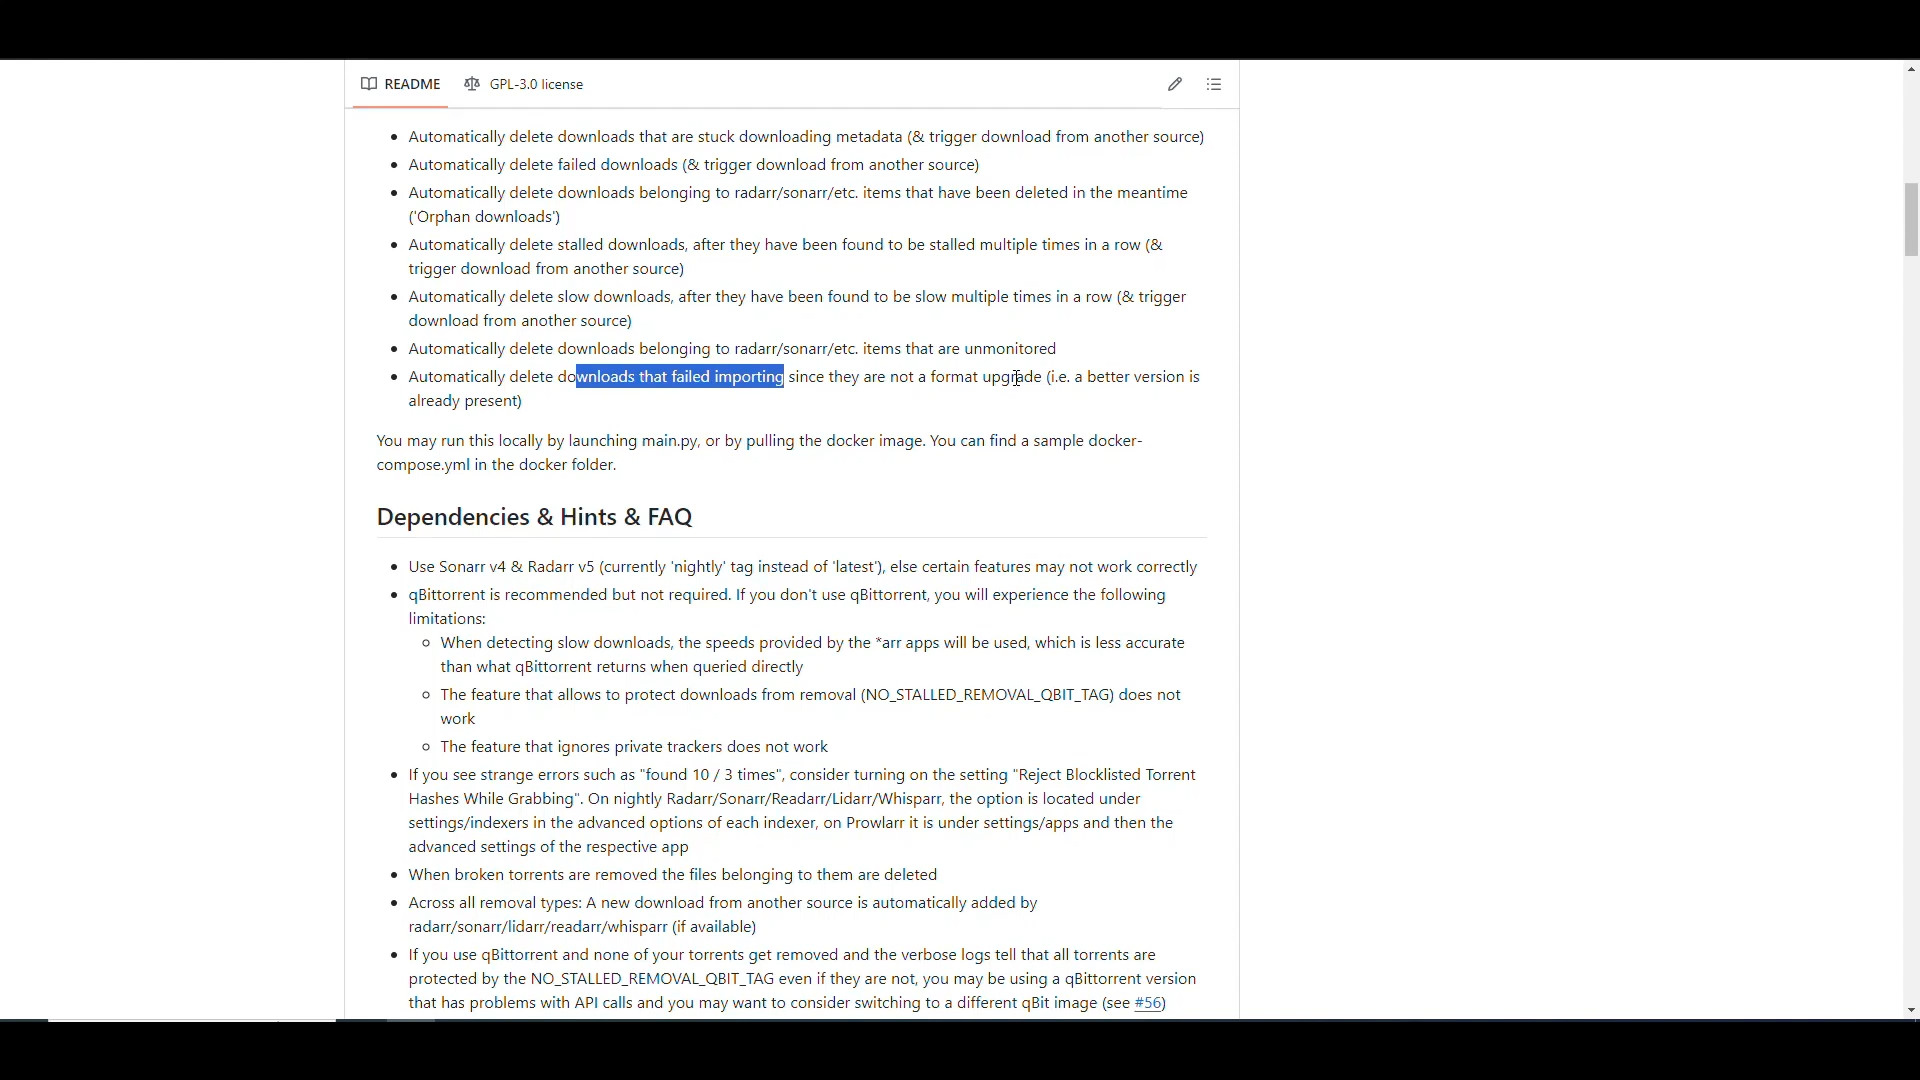 README GPL-3.0 license
• Automatically delete downloads that are stuck downloading metadata (& trigger download from another source)
• Automatically delete failed downloads (& trigger download from another source)
• Automatically delete downloads belonging to radarr/sonarr/etc. items that have been deleted in the meantime
('Orphan downloads')
• Automatically delete stalled downloads, after they have been found to be stalled multiple times in a row (&
trigger download from another source)
• Automatically delete slow downloads, after they have been found to be slow multiple times in a row (& trigger
download from another source)
• Automatically delete downloads belonging to radarr/sonarr/etc. items that are unmonitored
• Automatically delete downloads that failed importing since they are not a format upgrade (i.e. a better version is
already present)
You may run this locally by launching main.py, or by pulling the docker image. You can find a sample docker-
compose.yml in the docker folder.
Dependencies & Hints & FAQ
• Use Sonarr v4 & Radarr v5 (currently 'nightly' tag instead of 'latest'), else certain features may not work correctly
• qBittorrent is recommended but not required. If you don't use qBittorrent, you will experience the following
limitations:
◦ When detecting slow downloads, the speeds provided by the *arr apps will be used, which is less accurate
than what qBittorrent returns when queried directly
◦ The feature that allows to protect downloads from removal (NO_STALLED_REMOVAL_QBIT_TAG) does not
work
◦ The feature that ignores private trackers does not work
• If you see strange errors such as "found 10 / 3 times", consider turning on the setting "Reject Blocklisted Torrent
Hashes While Grabbing". On nightly Radarr/Sonarr/Readarr/Lidarr/Whisparr, the option is located under
settings/indexers in the advanced options of each indexer, on Prowlarr it is under settings/apps and then the
advanced settings of the respective app
• When broken torrents are removed the files belonging to them are deleted
• Across all removal types: A new download from another source is automatically added by
radarr/sonarr/lidarr/readarr/whisparr (if available)
• If you use qBittorrent and none of your torrents get removed and the verbose logs tell that all torrents are
protected by the NO_STALLED_REMOVAL_QBIT_TAG even if they are not, you may be using a qBittorrent version
that has problems with API calls and you may want to consider switching to a different qBit image (see #56)